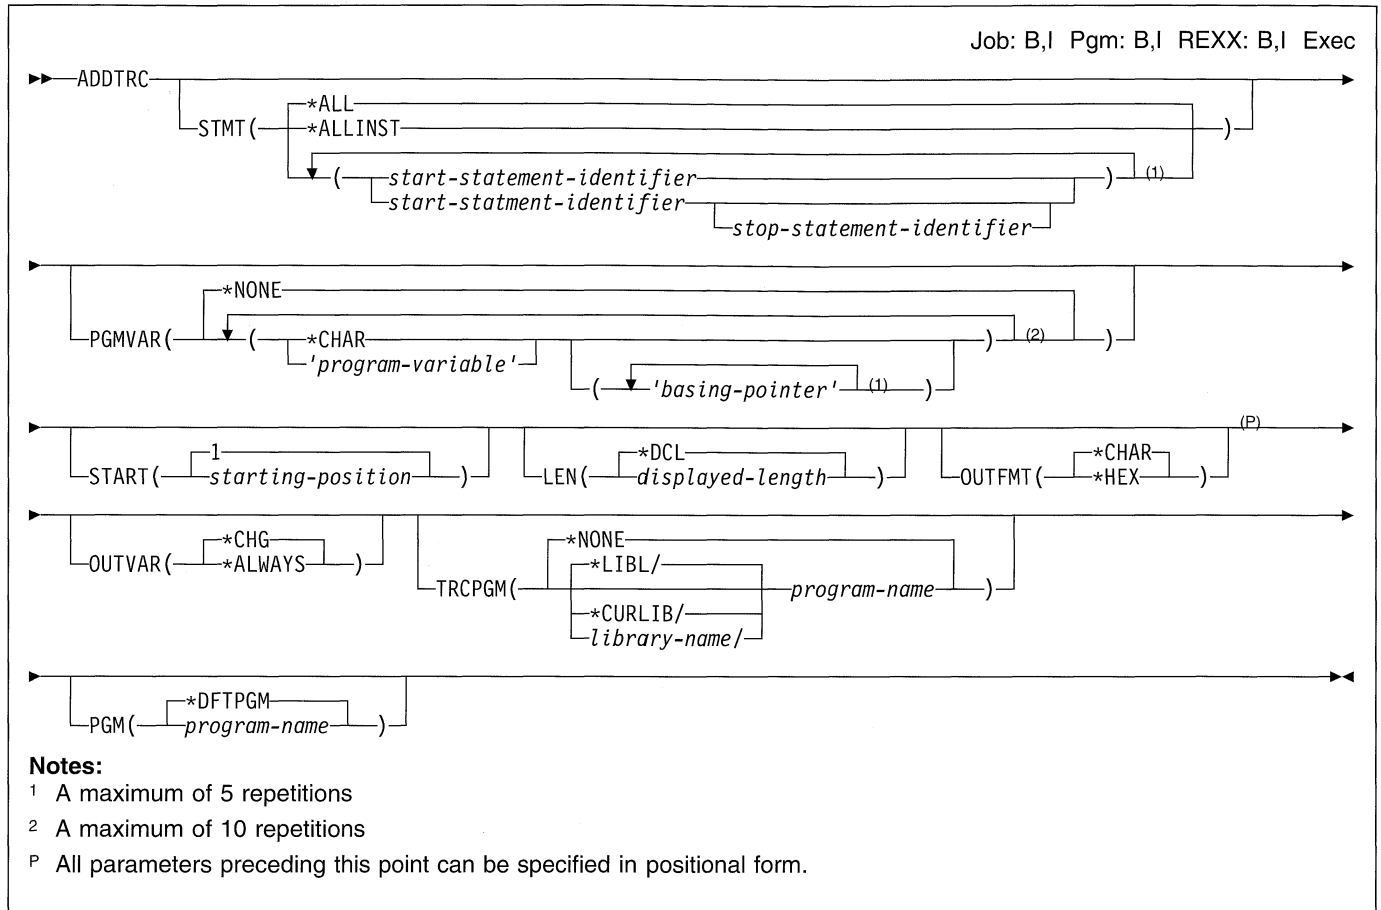 Job: B,I Pgm: B,I REXX: B,I Exec
ADDTRC
*ALL
STMT( *ALLINST )
( start-statement-identifier ) (1)
start-statment-identifier
stop-statement-identifier
*NONE
PGMVAR( ( *CHAR ) (2) )
'program-variable'
( 'basing-pointer' (1) )
(P)
1 *DCL *CHAR
START( starting-position ) LEN( displayed-length ) OUTFMT( *HEX )
*CHG *NONE
OUTVAR( *ALWAYS ) *LIBL/
TRCPGM( program-name )
*CURLIB/
library-name/
*DFTPGM
PGM( program-name )
Notes:
1 A maximum of 5 repetitions
2 A maximum of 10 repetitions
P All parameters preceding this point can be specified in positional form.